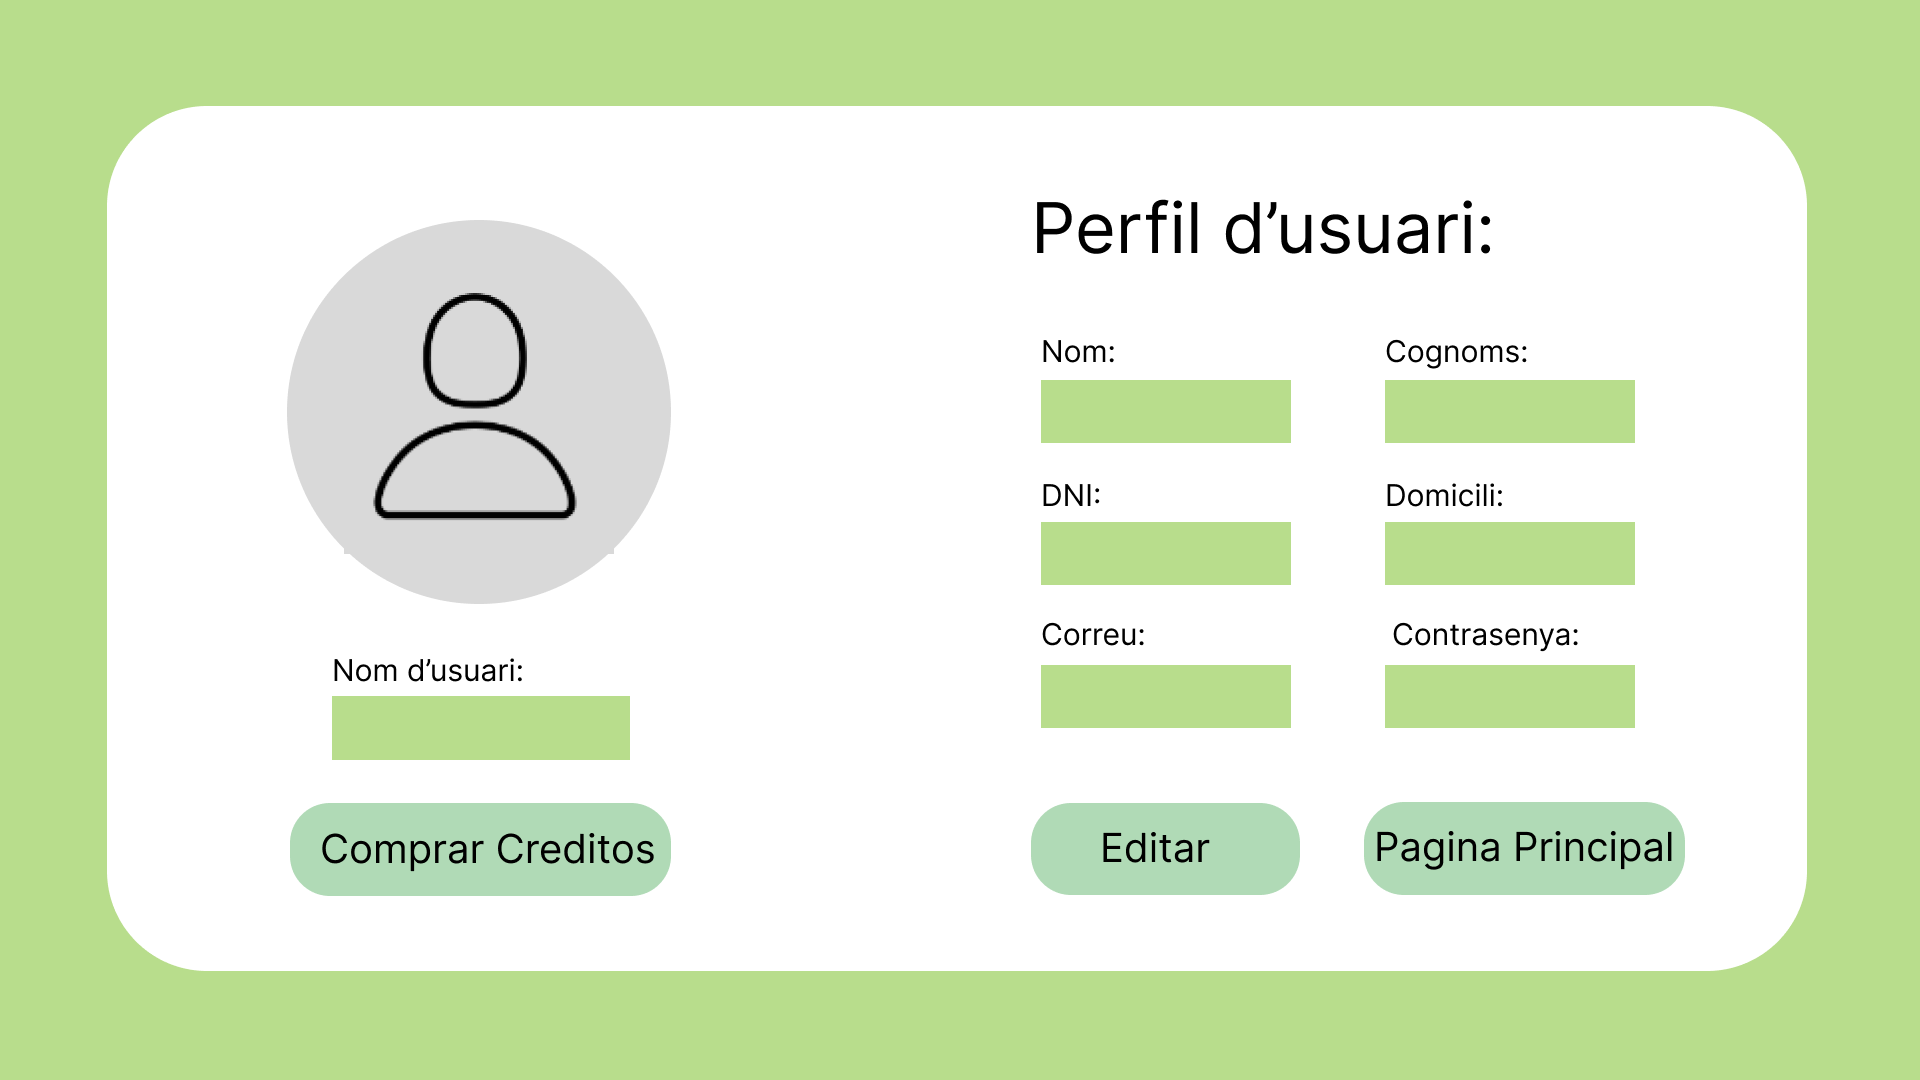 Perfil d’usuari:
Nom:
Cognoms:
DNI:
Domicili:
Correu:
Contrasenya:
Nom d’usuari:
Comprar Creditos
Editar
Pagina Principal